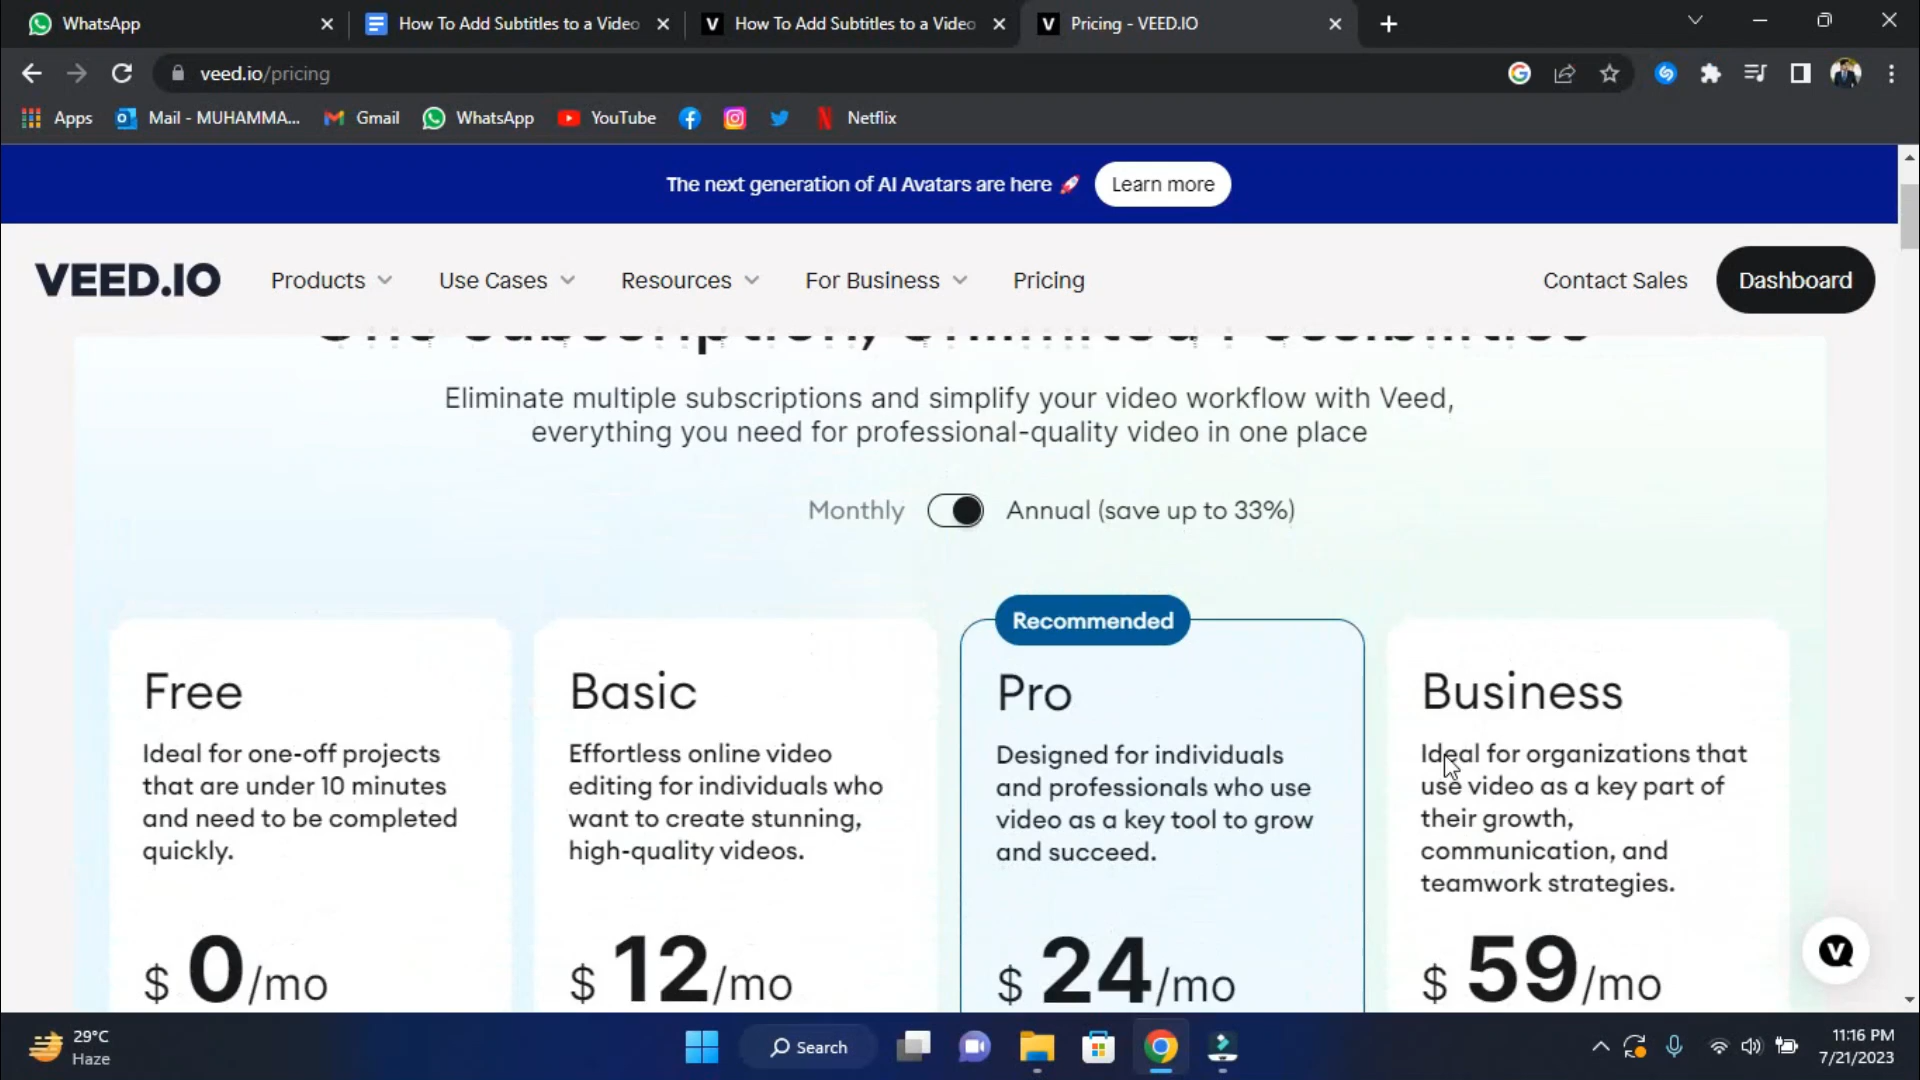 WhatsApp
How To Add Subtitles to a Video
How To Add Subtitles to a Video
Pricing - VEED.IO
veed.io/pricing
Apps
Mail - MUHAMMA...
Gmail
WhatsApp
YouTube
Netflix
The next generation of AI Avatars are here 🚀
Learn more
VEED.IO
Products
Use Cases
Resources
For Business
Pricing
Contact Sales
Dashboard
Eliminate multiple subscriptions and simplify your video workflow with Veed,
everything you need for professional-quality video in one place
Monthly
Annual (save up to 33%)
Free
Ideal for one-off projects
that are under 10 minutes
and need to be completed
quickly.
$ 0/mo
Basic
Effortless online video
editing for individuals who
want to create stunning,
high-quality videos.
$ 12/mo
Recommended
Pro
Designed for individuals
and professionals who use
video as a key tool to grow
and succeed.
$ 24/mo
Business
Ideal for organizations that
use video as a key part of
their growth,
communication, and
teamwork strategies.
$ 59/mo
29°C
Haze
Search
11:16 PM
7/21/2023